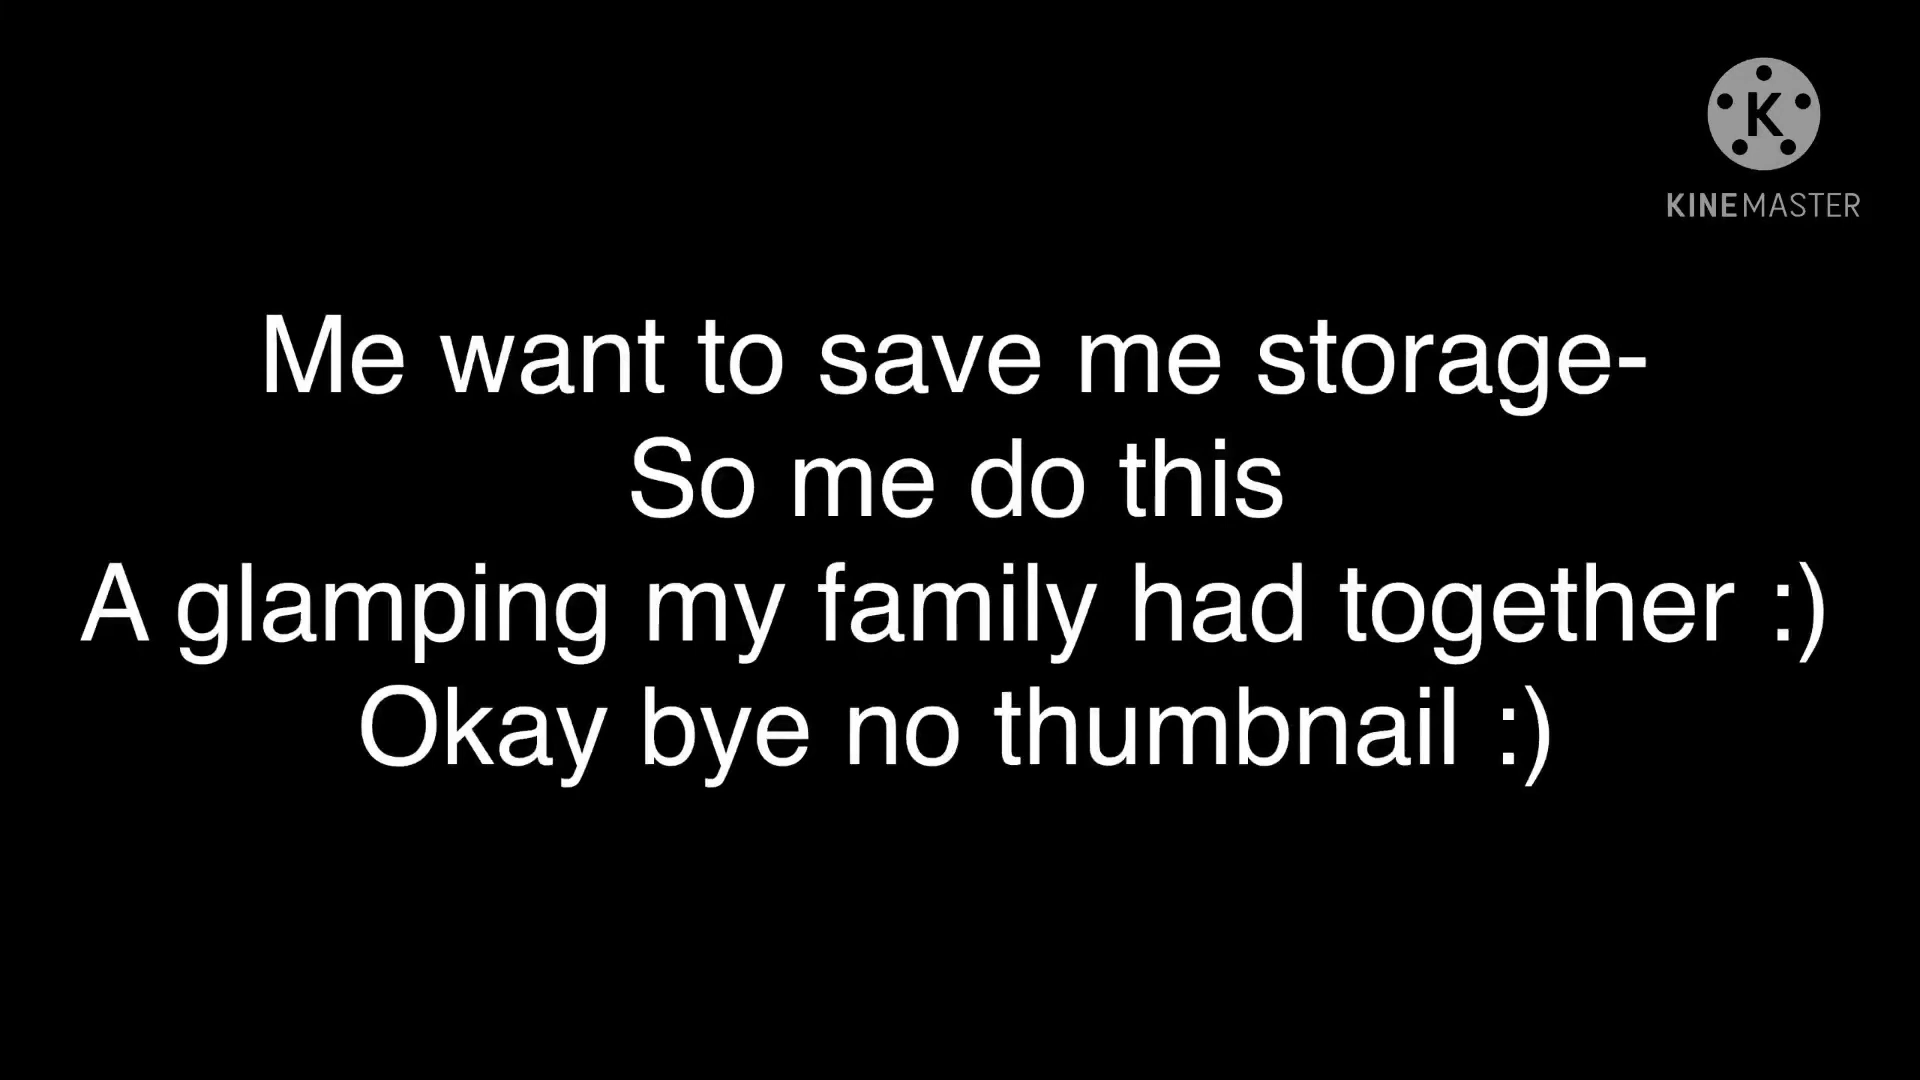 K
KINEMASTER
Me want to save me storage-
So me do this
A glamping my family had together :)
Okay bye no thumbnail :)